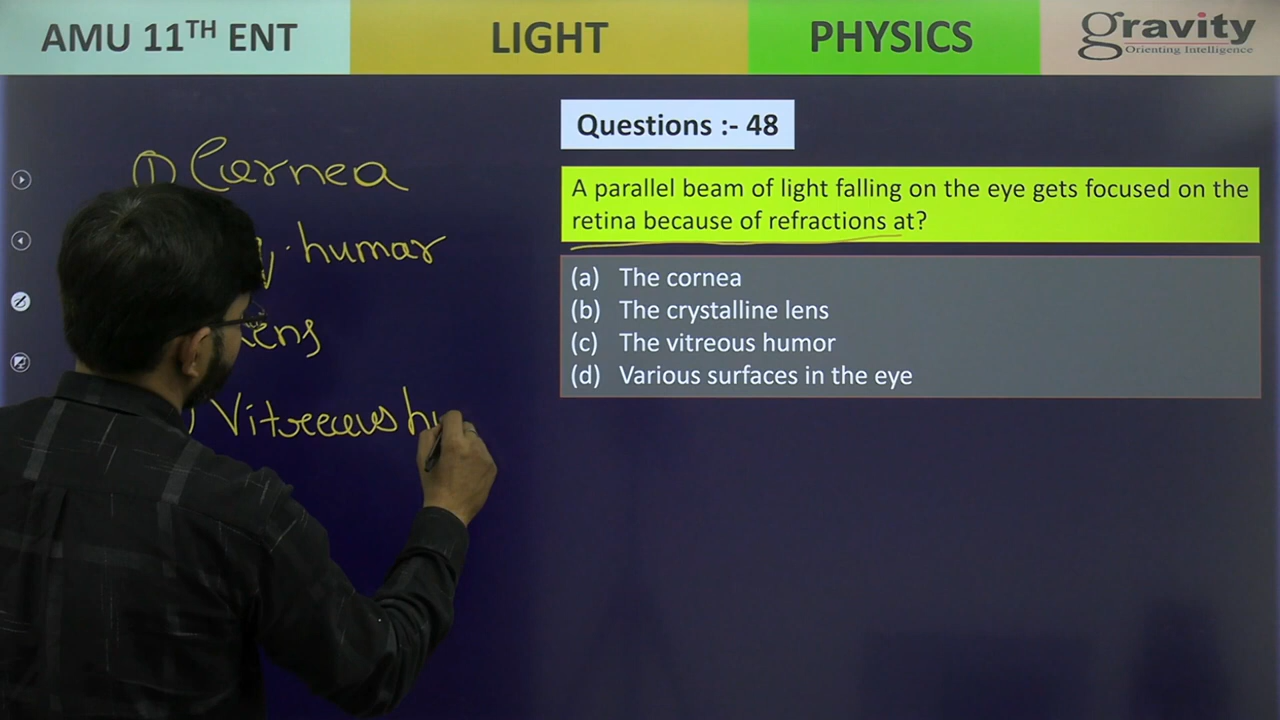 AMU 11TH ENT
LIGHT
PHYSICS
gravity
Orienting Intelligence
Questions :- 48
A parallel beam of light falling on the eye gets focused on the
retina because of refractions at?
(a) The cornea
(b) The crystalline lens
(c) The vitreous humor
(d) Various surfaces in the eye
① Cornea
humar
Vitreous